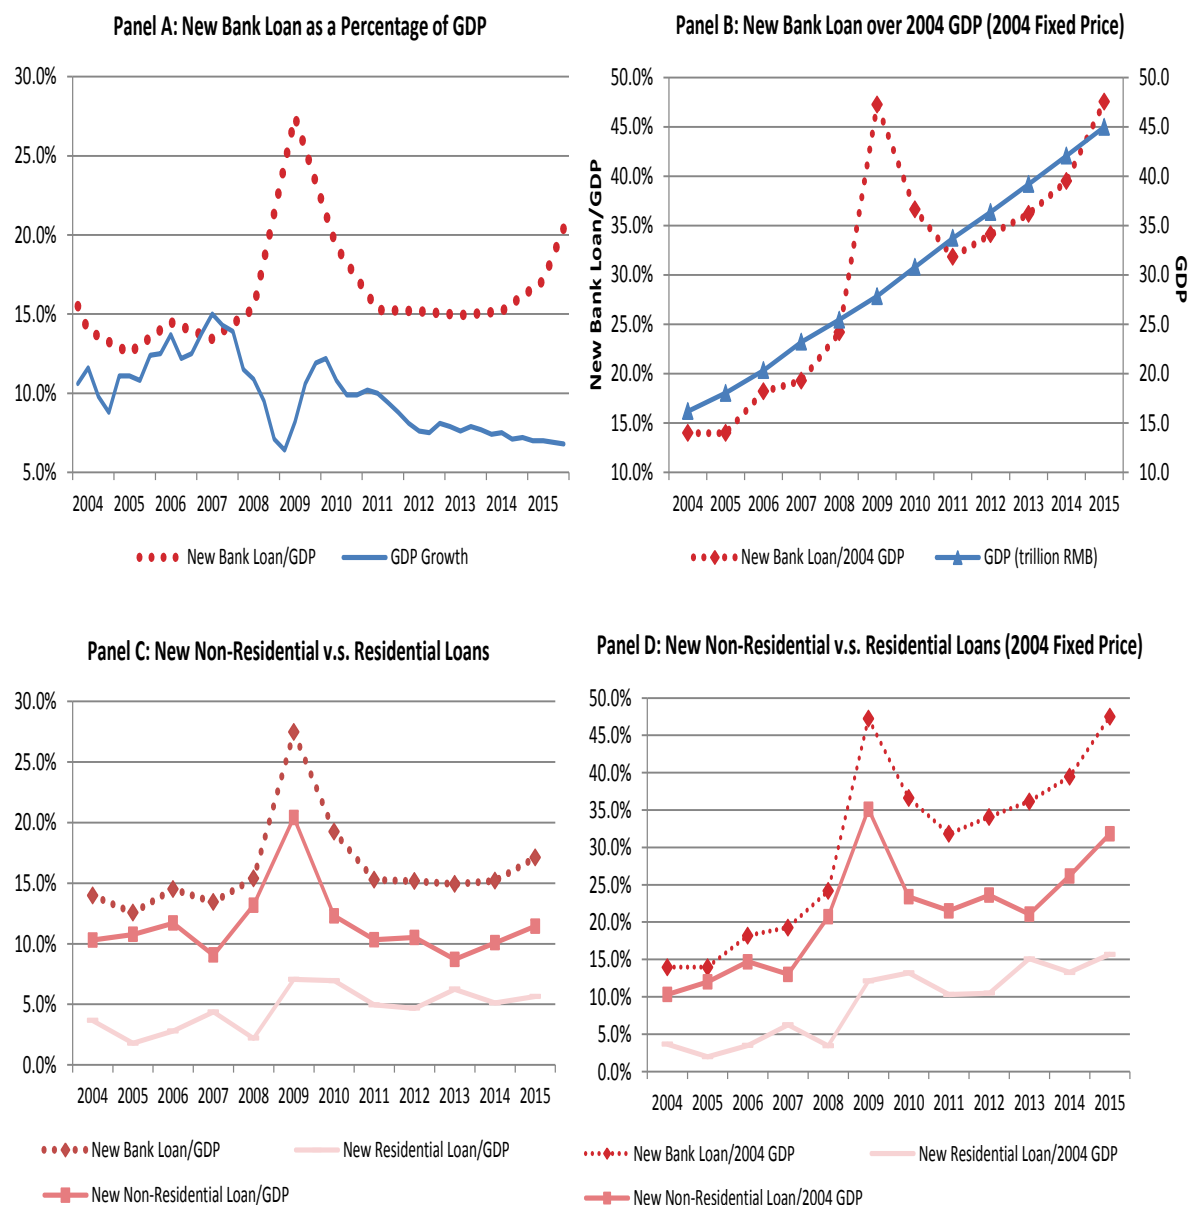 Panel A: New Bank Loan as a Percentage of GDP
30.0%
25.0%
20.0%
15.0%
10.0%
5.0%
2004 2005 2006 2007 2008 2009 2010 2011 2012 2013 2014 2015
New Bank Loan/GDP GDP Growth
Panel B: New Bank Loan over 2004 GDP (2004 Fixed Price)
New Bank Loan/GDP
50.0% 50.0
45.0% 45.0
40.0% 40.0
35.0% 35.0
30.0% 30.0
25.0% 25.0
20.0% 20.0
15.0% 15.0
10.0% 10.0
GDP
2004 2005 2006 2007 2008 2009 2010 2011 2012 2013 2014 2015
New Bank Loan/2004 GDP GDP (trillion RMB)
Panel C: New Non-Residential v.s. Residential Loans
30.0%
25.0%
20.0%
15.0%
10.0%
5.0%
0.0%
2004 2005 2006 2007 2008 2009 2010 2011 2012 2013 2014 2015
New Bank Loan/GDP New Residential Loan/GDP
New Non-Residential Loan/GDP
Panel D: New Non-Residential v.s. Residential Loans (2004 Fixed Price)
50.0%
45.0%
40.0%
35.0%
30.0%
25.0%
20.0%
15.0%
10.0%
5.0%
0.0%
2004 2005 2006 2007 2008 2009 2010 2011 2012 2013 2014 2015
New Bank Loan/2004 GDP New Residential Loan/2004 GDP
New Non-Residential Loan/2004 GDP